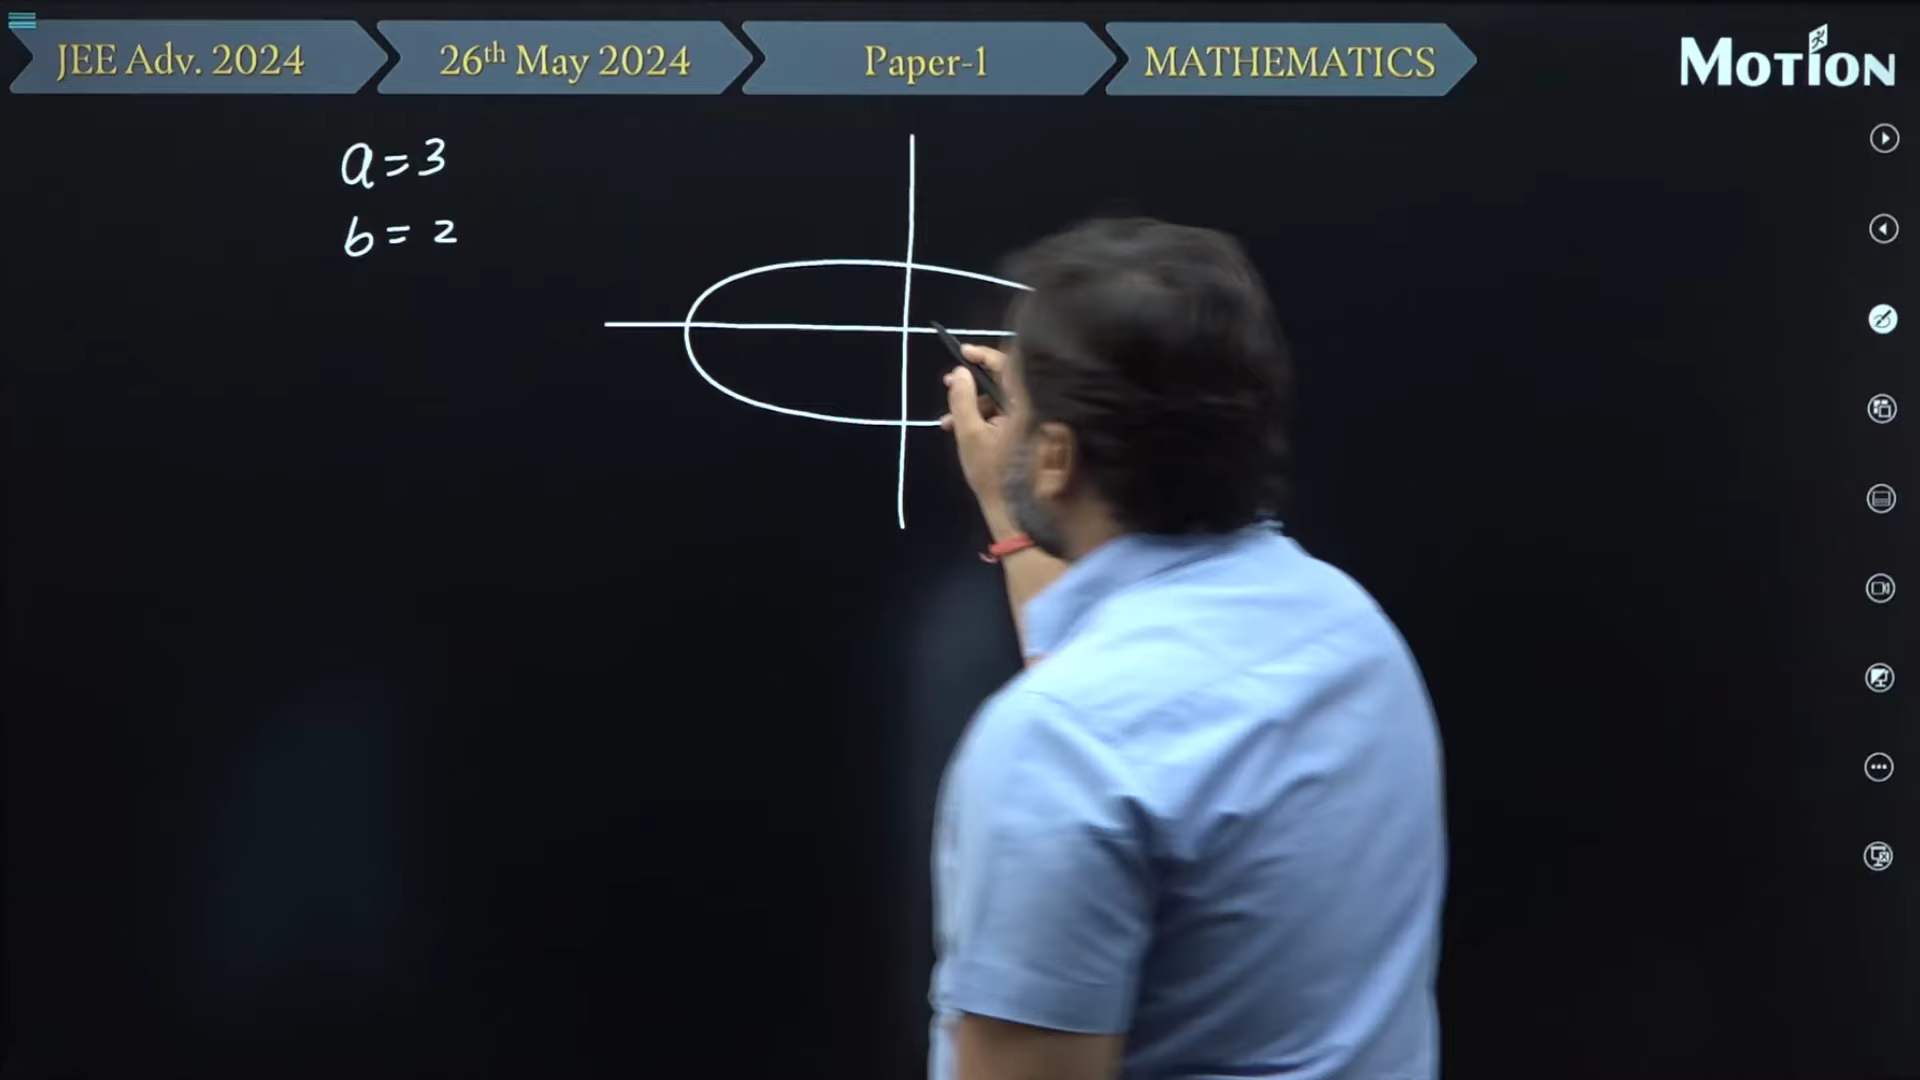 JEE Adv. 2024
26th May 2024
Paper-1
MATHEMATICS
MOTION
a = 3
b = 2